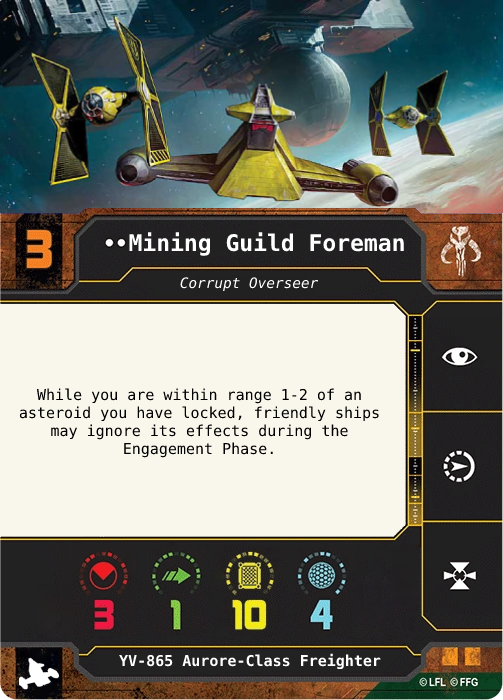 3
••Mining Guild Foreman
Corrupt Overseer
While you are within range 1-2 of an
asteroid you have locked, friendly ships
may ignore its effects during the
Engagement Phase.
3 1 10 4
YV-865 Aurore-Class Freighter
©LFL ©FFG